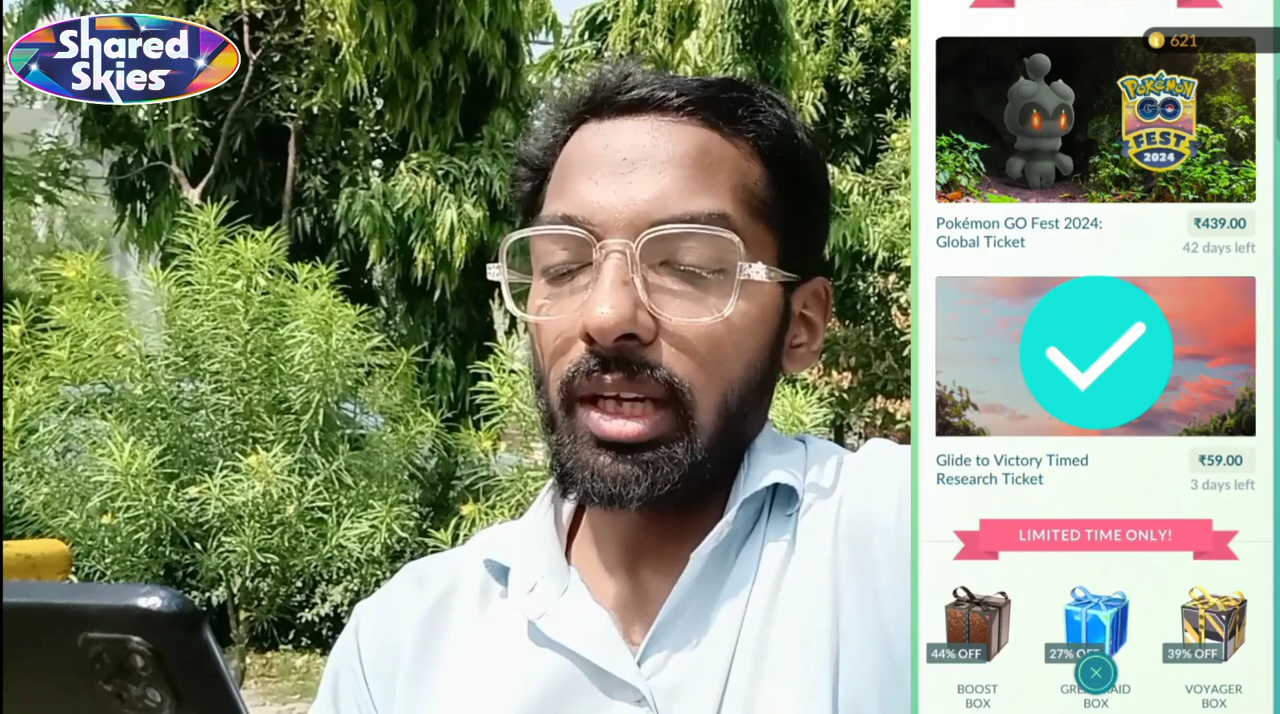 Shared
Skies
621
POKÉMON
GO
FEST
2024
Pokémon GO Fest 2024:
Global Ticket
₹439.00
42 days left
Glide to Victory Timed
Research Ticket
₹59.00
3 days left
LIMITED TIME ONLY!
44% OFF
27% OFF
39% OFF
BOOST
BOX
BOX
VOYAGER
BOX